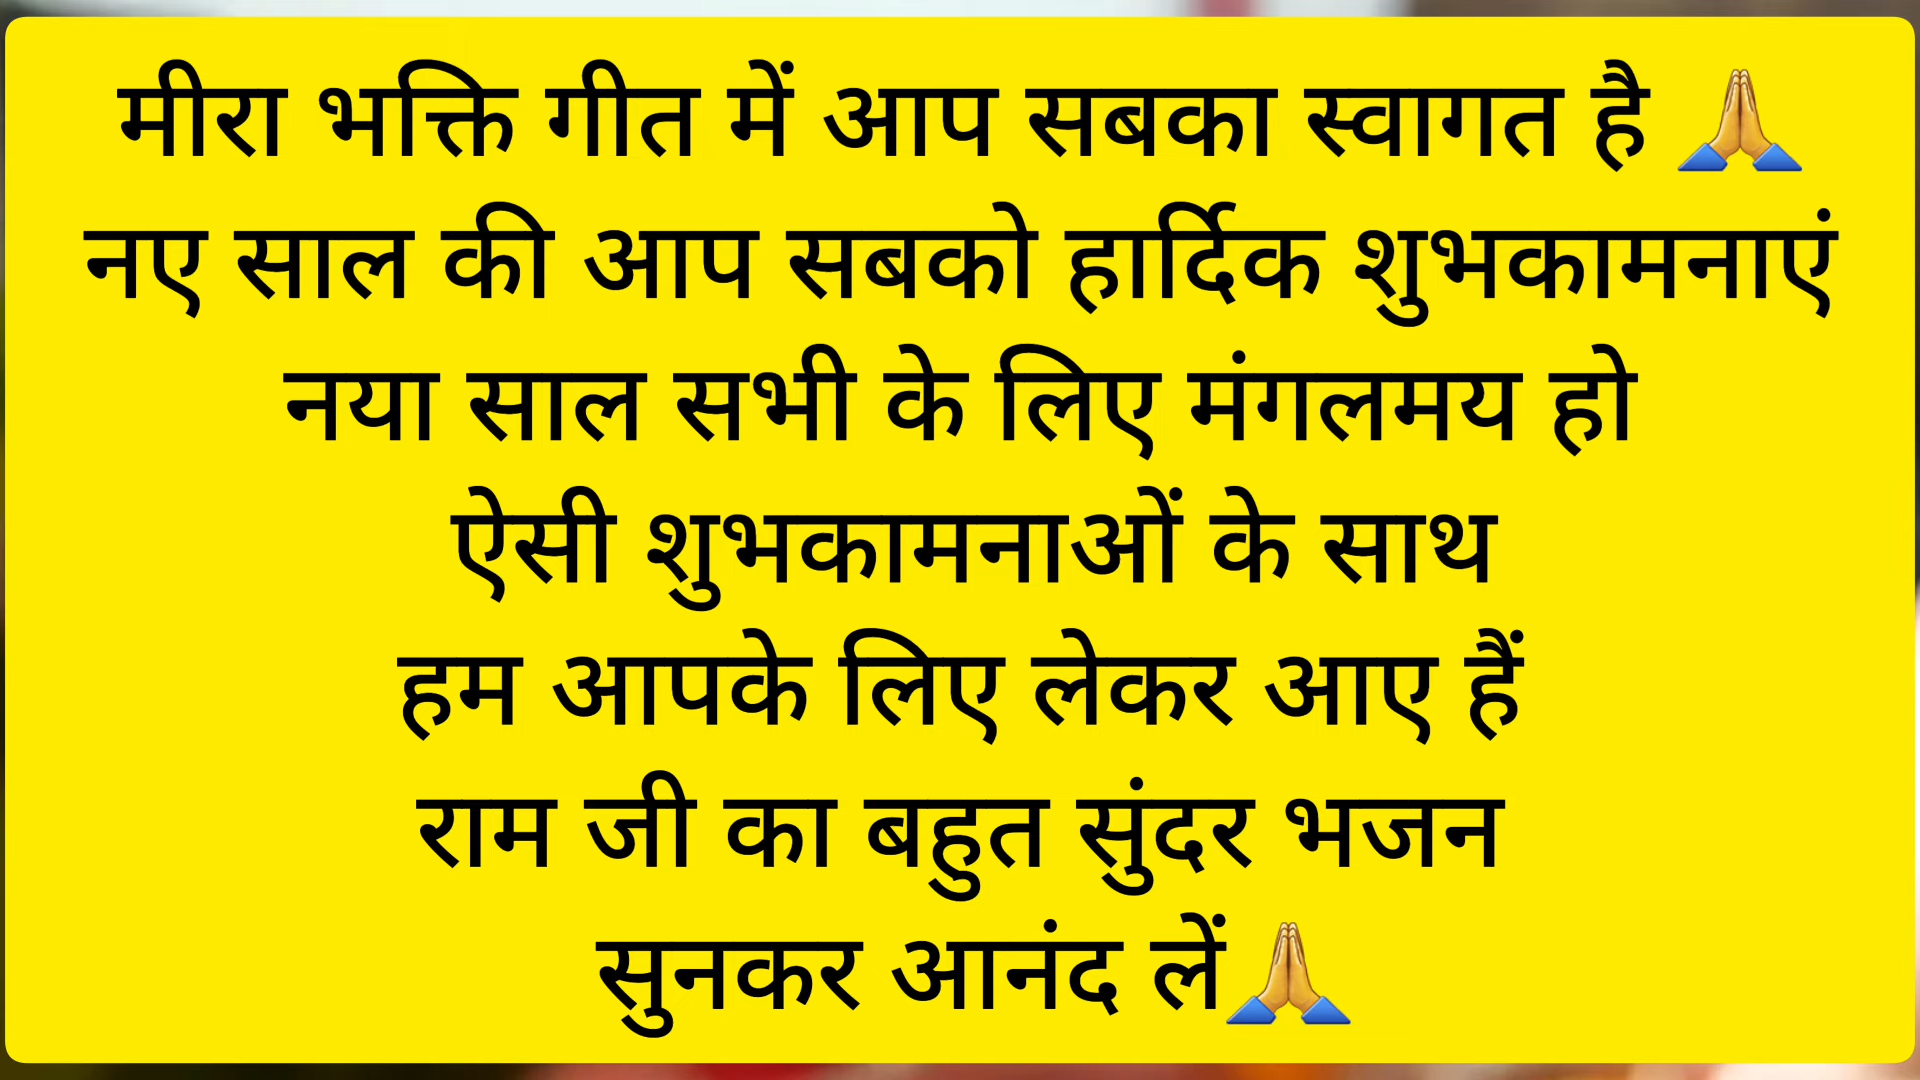 मीरा भक्ति गीत में आप सबका स्वागत है 🙏
नए साल की आप सबको हार्दिक शुभकामनाएं
नया साल सभी के लिए मंगलमय हो
ऐसी शुभकामनाओं के साथ
हम आपके लिए लेकर आए हैं
राम जी का बहुत सुंदर भजन
सुनकर आनंद लें🙏